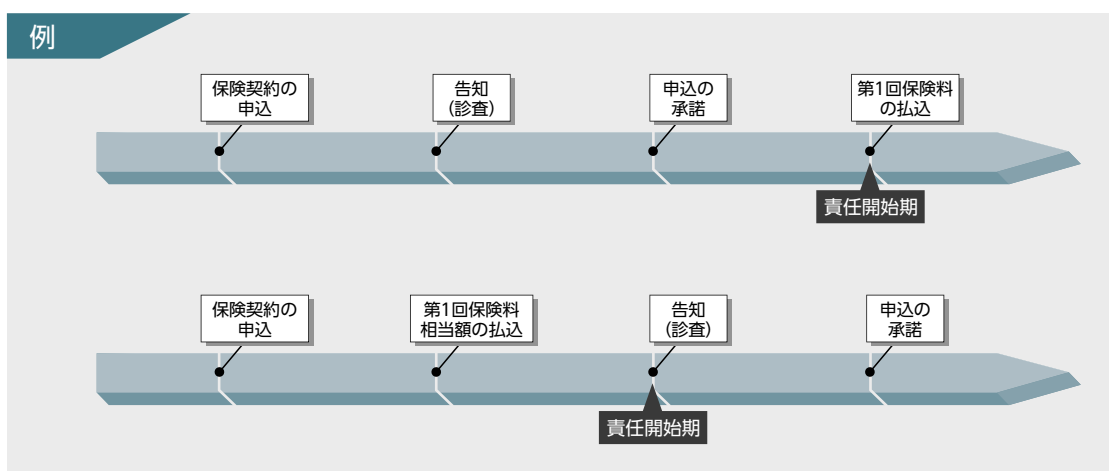 例
保険契約の
申込
告知
(診査)
申込の
承諾
第1回保険料
の払込
責任開始期
保険契約の
申込
第1回保険料
相当額の払込
告知
(診査)
申込の
承諾
責任開始期